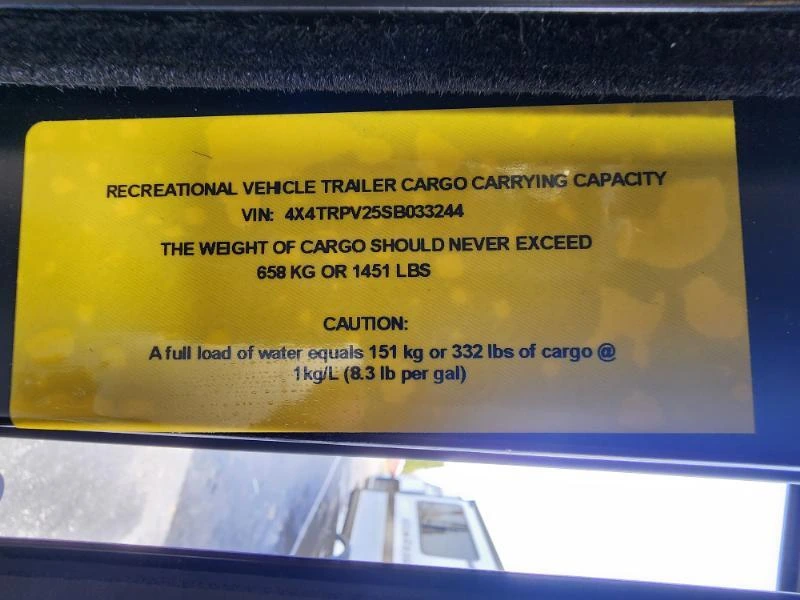 RECREATIONAL VEHICLE TRAILER CARGO CARRYING CAPACITY
VIN: 4X4TRPV25SB033244
THE WEIGHT OF CARGO SHOULD NEVER EXCEED
658 KG OR 1451 LBS
CAUTION:
A full load of water equals 151 kg or 332 lbs of cargo @
1kg/L (8.3 lb per gal)